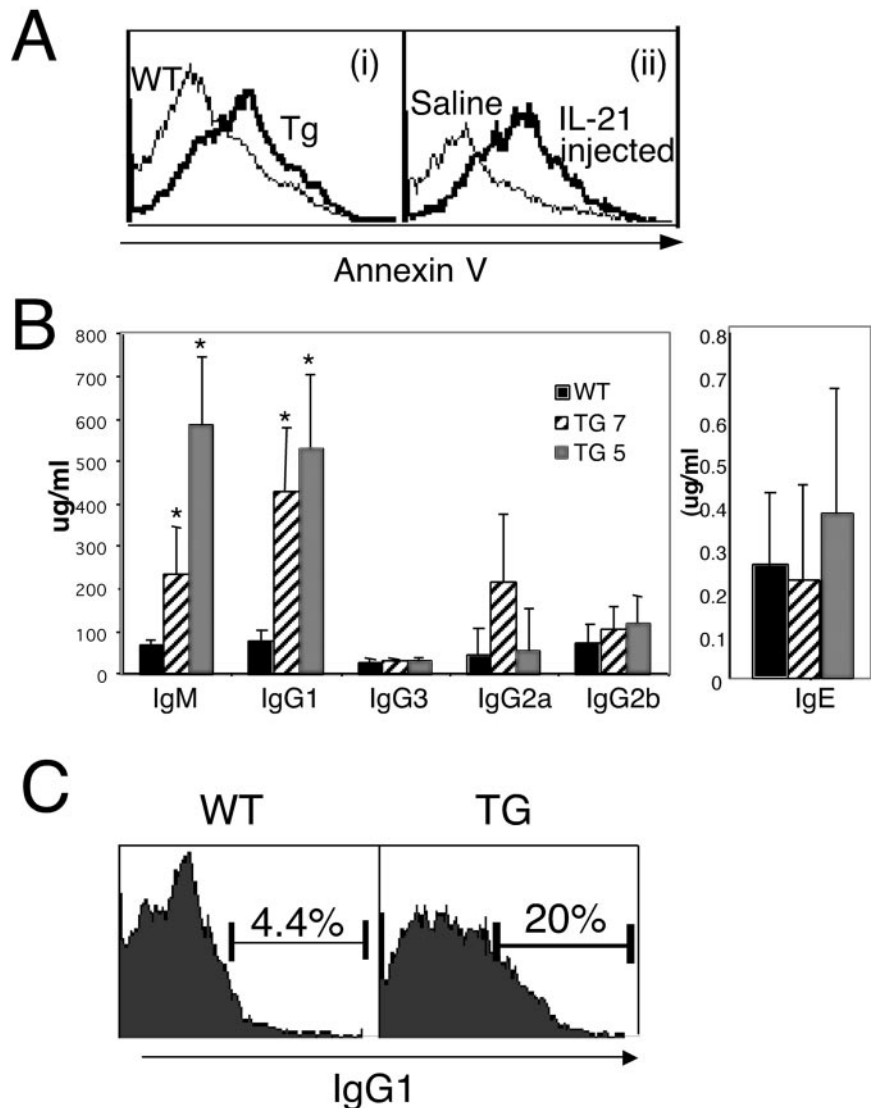 A
(i)
(ii)
WT
Tg
Saline
IL-21
injected
Annexin V
B
800
700
600
500
400
300
200
100
0
ug/ml
* * * *
WT
TG 7
TG 5
IgM IgG1 IgG3 IgG2a IgG2b
0.8
0.7
0.6
0.5
0.4
0.3
0.2
0.1
0
(ug/ml
IgE
C
WT TG
4.4% 20%
IgG1